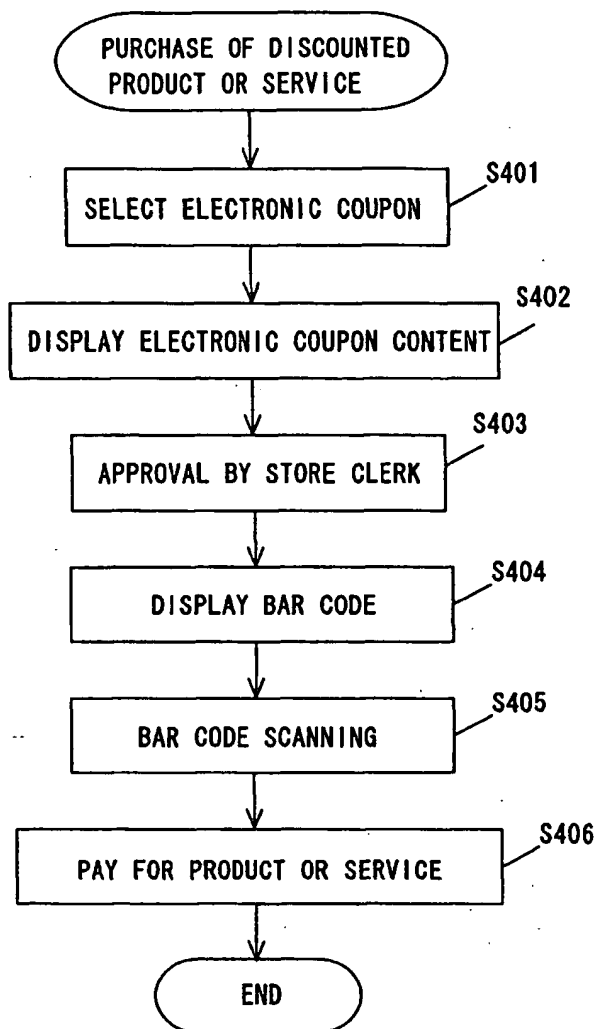 PURCHASE OF DISCOUNTED
PRODUCT OR SERVICE
S401
SELECT ELECTRONIC COUPON
S402
DISPLAY ELECTRONIC COUPON CONTENT
S403
APPROVAL BY STORE CLERK
S404
DISPLAY BAR CODE
S405
BAR CODE SCANNING
S406
PAY FOR PRODUCT OR SERVICE
END